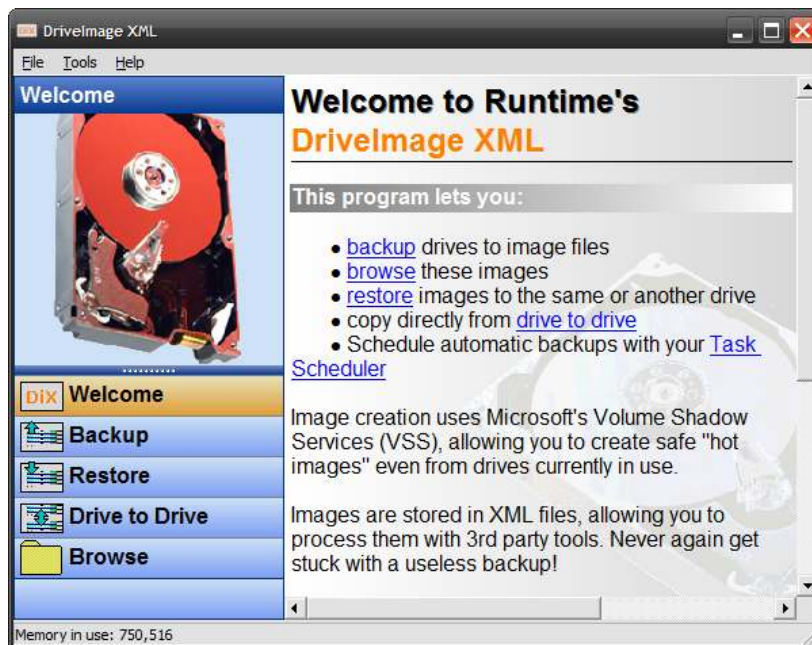 DriveImage XML
File Tools Help
Welcome
Welcome to Runtime's
DriveImage XML
This program lets you:
● backup drives to image files
● browse these images
● restore images to the same or another drive
● copy directly from drive to drive
● Schedule automatic backups with your Task
Scheduler
Image creation uses Microsoft's Volume Shadow
Services (VSS), allowing you to create safe "hot
images" even from drives currently in use.
Images are stored in XML files, allowing you to
process them with 3rd party tools. Never again get
stuck with a useless backup!
DiX Welcome
Backup
Restore
Drive to Drive
Browse
Memory in use: 750,516